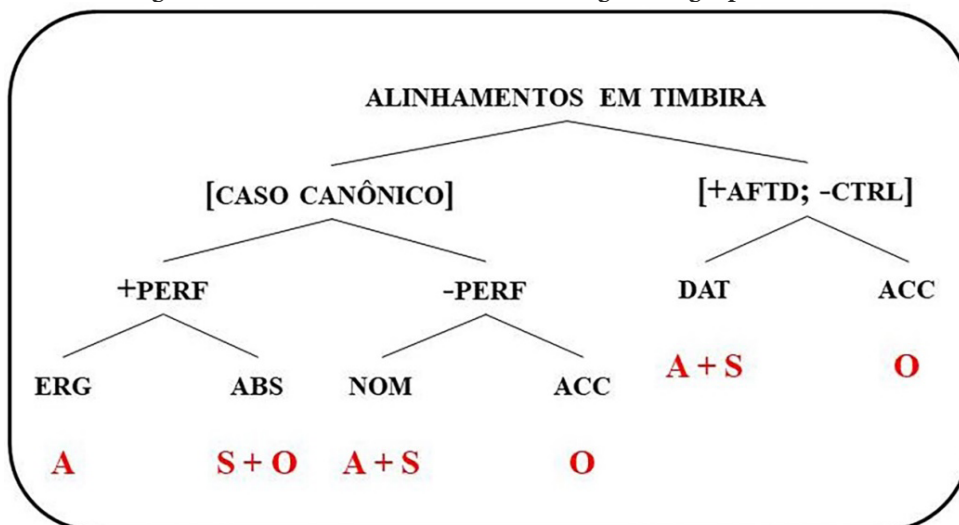 ALINHAMENTOS EM TIMBIRA
[CASO CANÔNICO] [+AFTD; -CTRL]
+PERF -PERF DAT ACC
A + S O
ERG ABS NOM ACC
A S + O A + S O